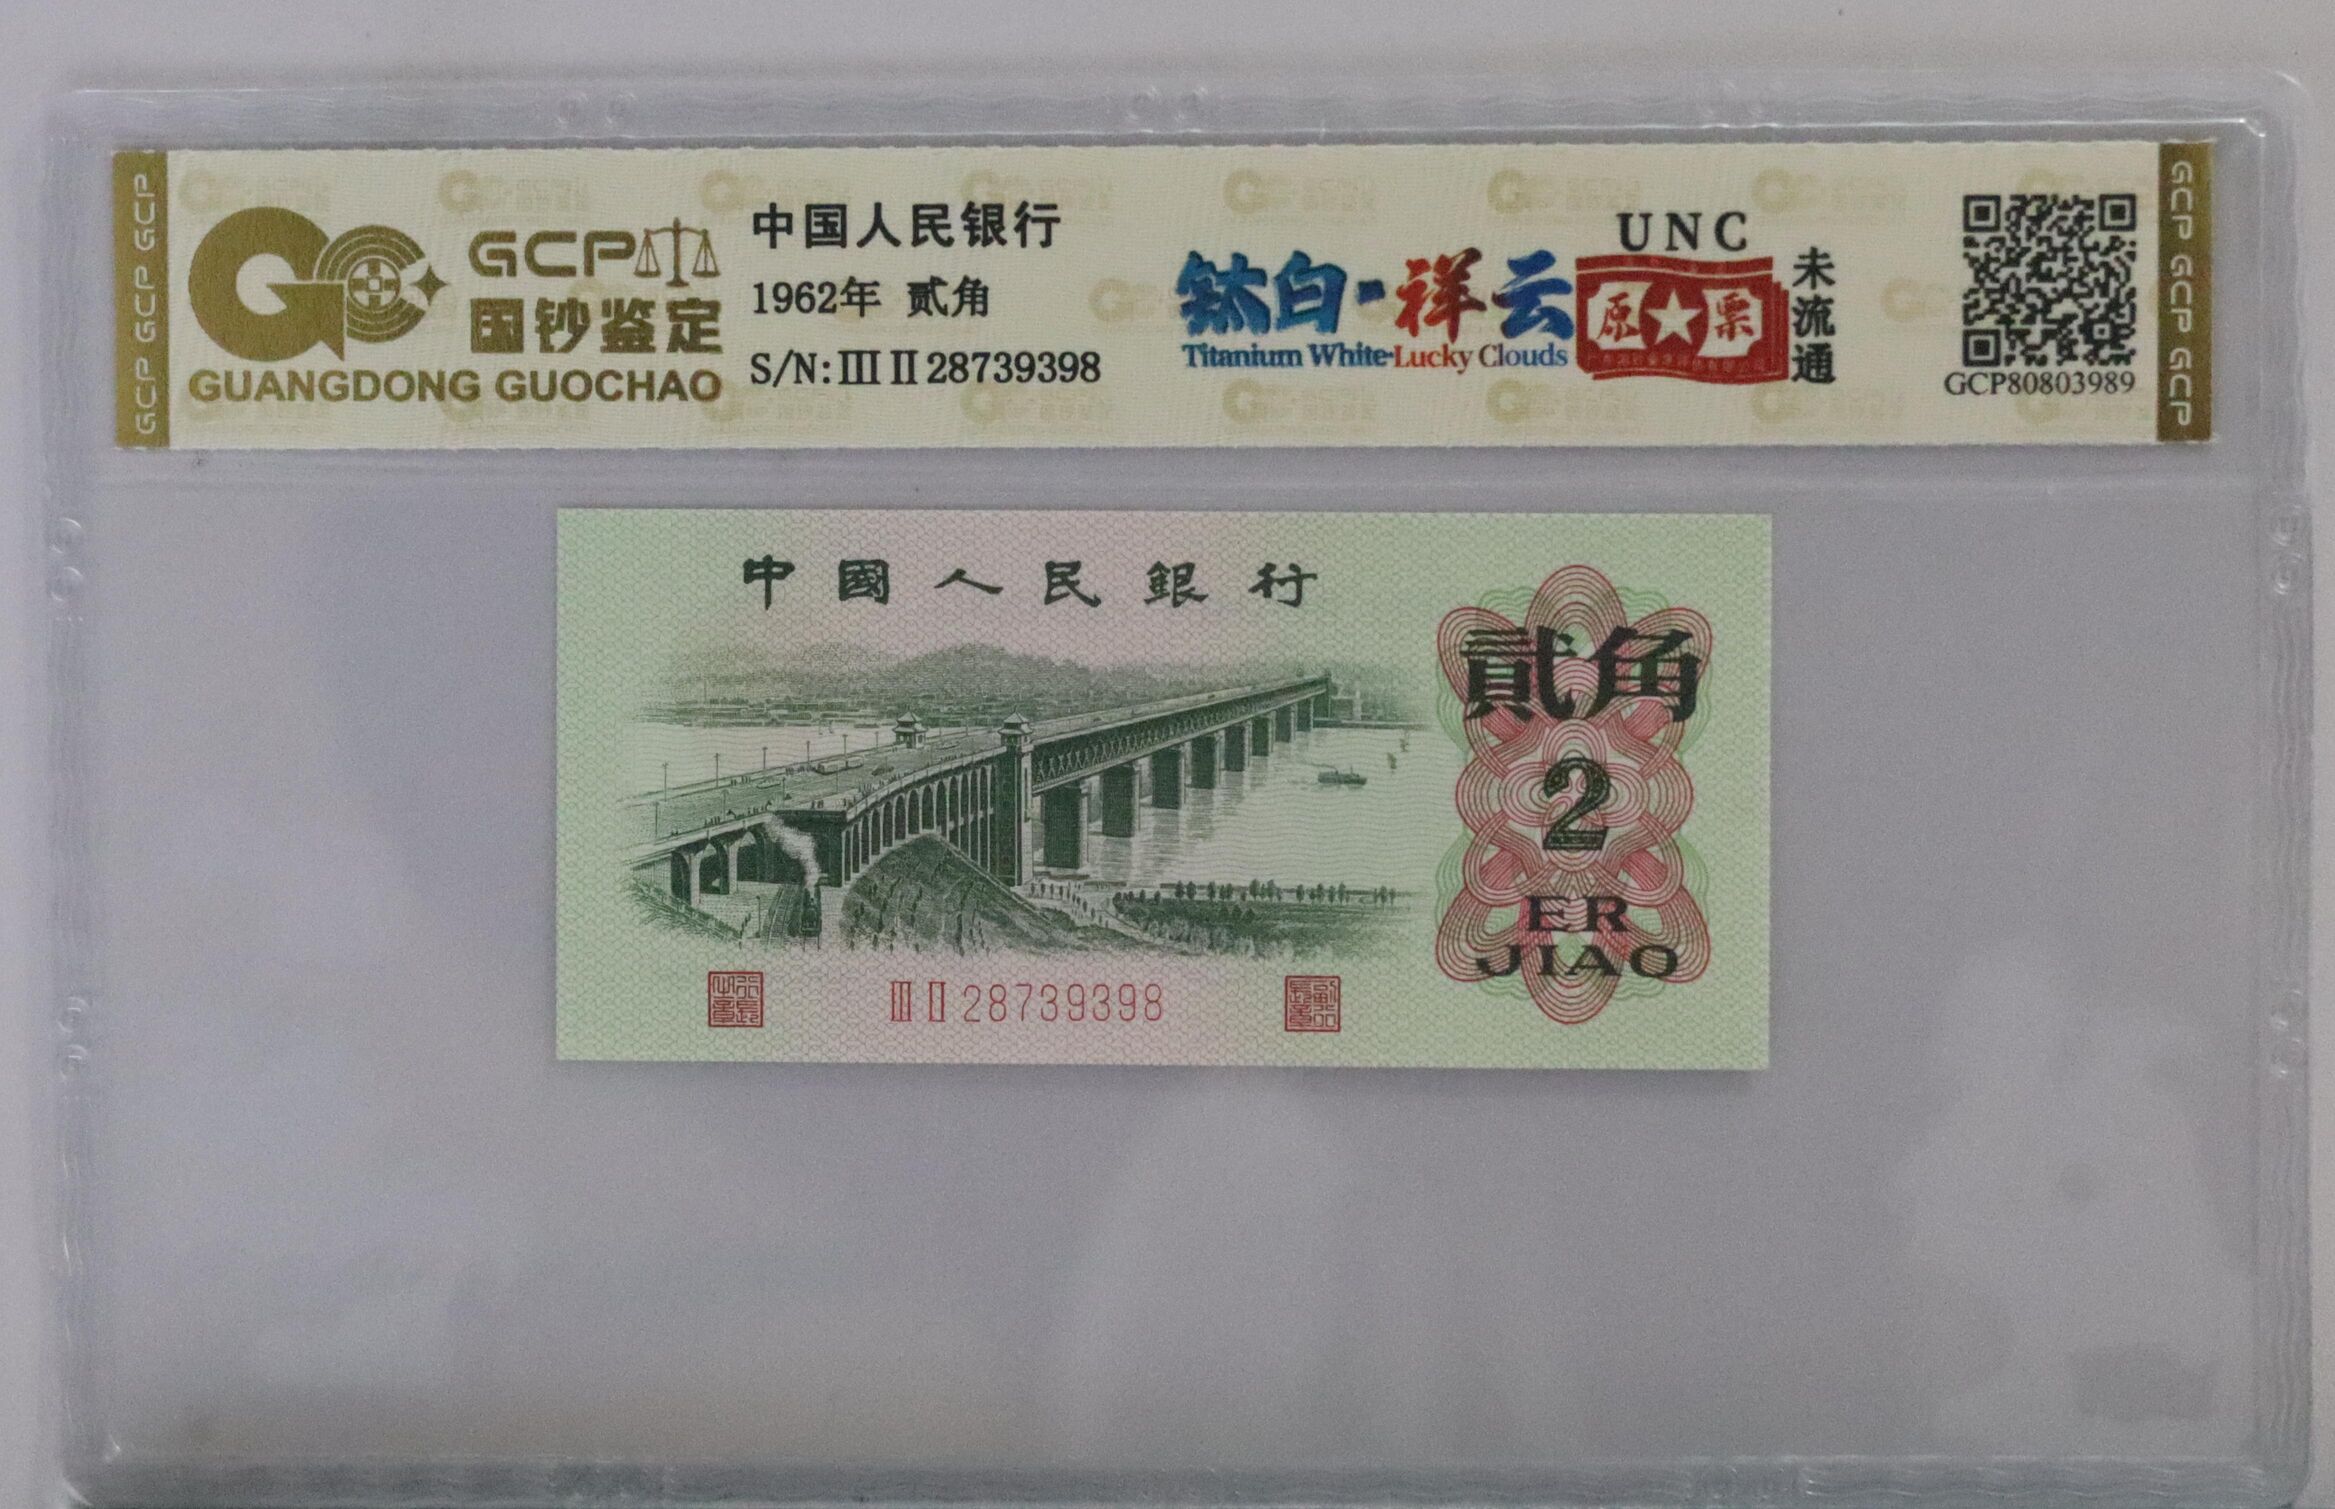 GCP GCP GCP
GCP
国钞鉴定
GUANGDONG GUOCHAO
中国人民银行
1962年 贰角
S/N: III II 28739398
钛白·祥云
Titanium White·Lucky Clouds
UNC
原★票
未流通
GCP80803989
GCP GCP GCP
中國人民銀行
貳角
2
ER
JIAO
III II 28739398